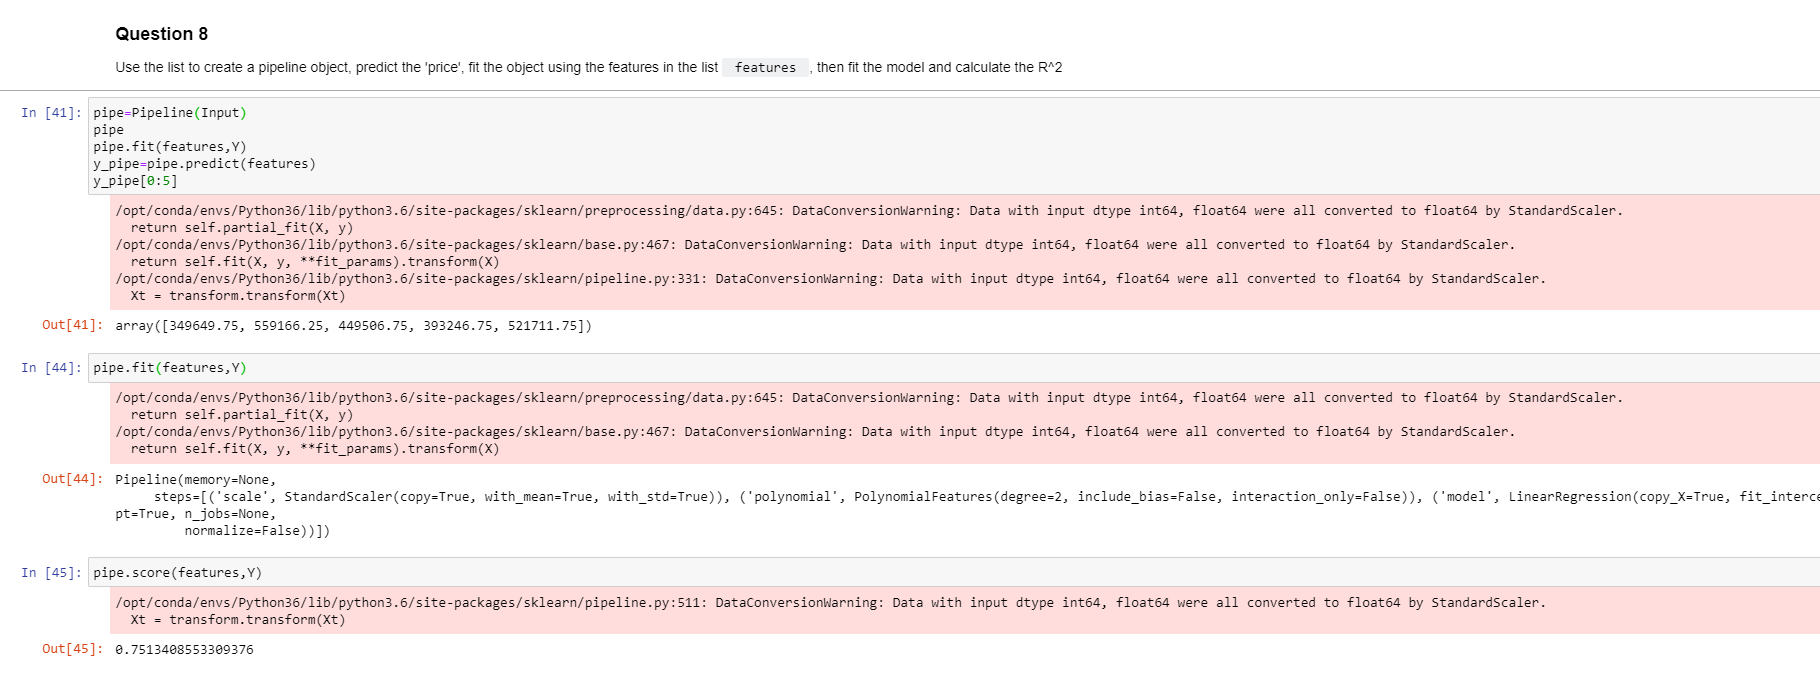 Question 8
Use the list to create a pipeline object, predict the 'price', fit the object using the features in the list features , then fit the model and calculate the R^2
In [41]: pipe=Pipeline(Input)
pipe
pipe.fit(features,Y)
y_pipe=pipe.predict(features)
y_pipe[0:5]
/opt/conda/envs/Python36/lib/python3.6/site-packages/sklearn/preprocessing/data.py:645: DataConversionWarning: Data with input dtype int64, float64 were all converted to float64 by StandardScaler.
return self.partial_fit(X, y)
/opt/conda/envs/Python36/lib/python3.6/site-packages/sklearn/base.py:467: DataConversionWarning: Data with input dtype int64, float64 were all converted to float64 by StandardScaler.
return self.fit(X, y, **fit_params).transform(X)
/opt/conda/envs/Python36/lib/python3.6/site-packages/sklearn/pipeline.py:331: DataConversionWarning: Data with input dtype int64, float64 were all converted to float64 by StandardScaler.
Xt = transform.transform(Xt)
Out[41]: array([349649.75, 559166.25, 449506.75, 393246.75, 521711.75])
In [44]: pipe.fit(features,Y)
/opt/conda/envs/Python36/lib/python3.6/site-packages/sklearn/preprocessing/data.py:645: DataConversionWarning: Data with input dtype int64, float64 were all converted to float64 by StandardScaler.
return self.partial_fit(X, y)
/opt/conda/envs/Python36/lib/python3.6/site-packages/sklearn/base.py:467: DataConversionWarning: Data with input dtype int64, float64 were all converted to float64 by StandardScaler.
return self.fit(X, y, **fit_params).transform(X)
Out[44]: Pipeline(memory=None,
steps=[('scale', StandardScaler(copy=True, with_mean=True, with_std=True)), ('polynomial', PolynomialFeatures(degree=2, include_bias=False, interaction_only=False)), ('model', LinearRegression(copy_X=True, fit_interce
pt=True, n_jobs=None,
normalize=False))])
In [45]: pipe.score(features,Y)
/opt/conda/envs/Python36/lib/python3.6/site-packages/sklearn/pipeline.py:511: DataConversionWarning: Data with input dtype int64, float64 were all converted to float64 by StandardScaler.
Xt = transform.transform(Xt)
Out[45]: 0.7513408553309376